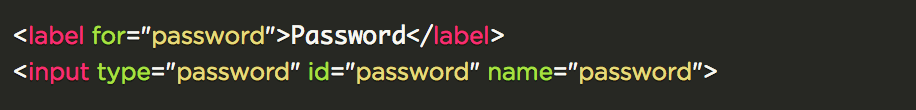 <label for="password">Password</label>
<input type="password" id="password" name="password">